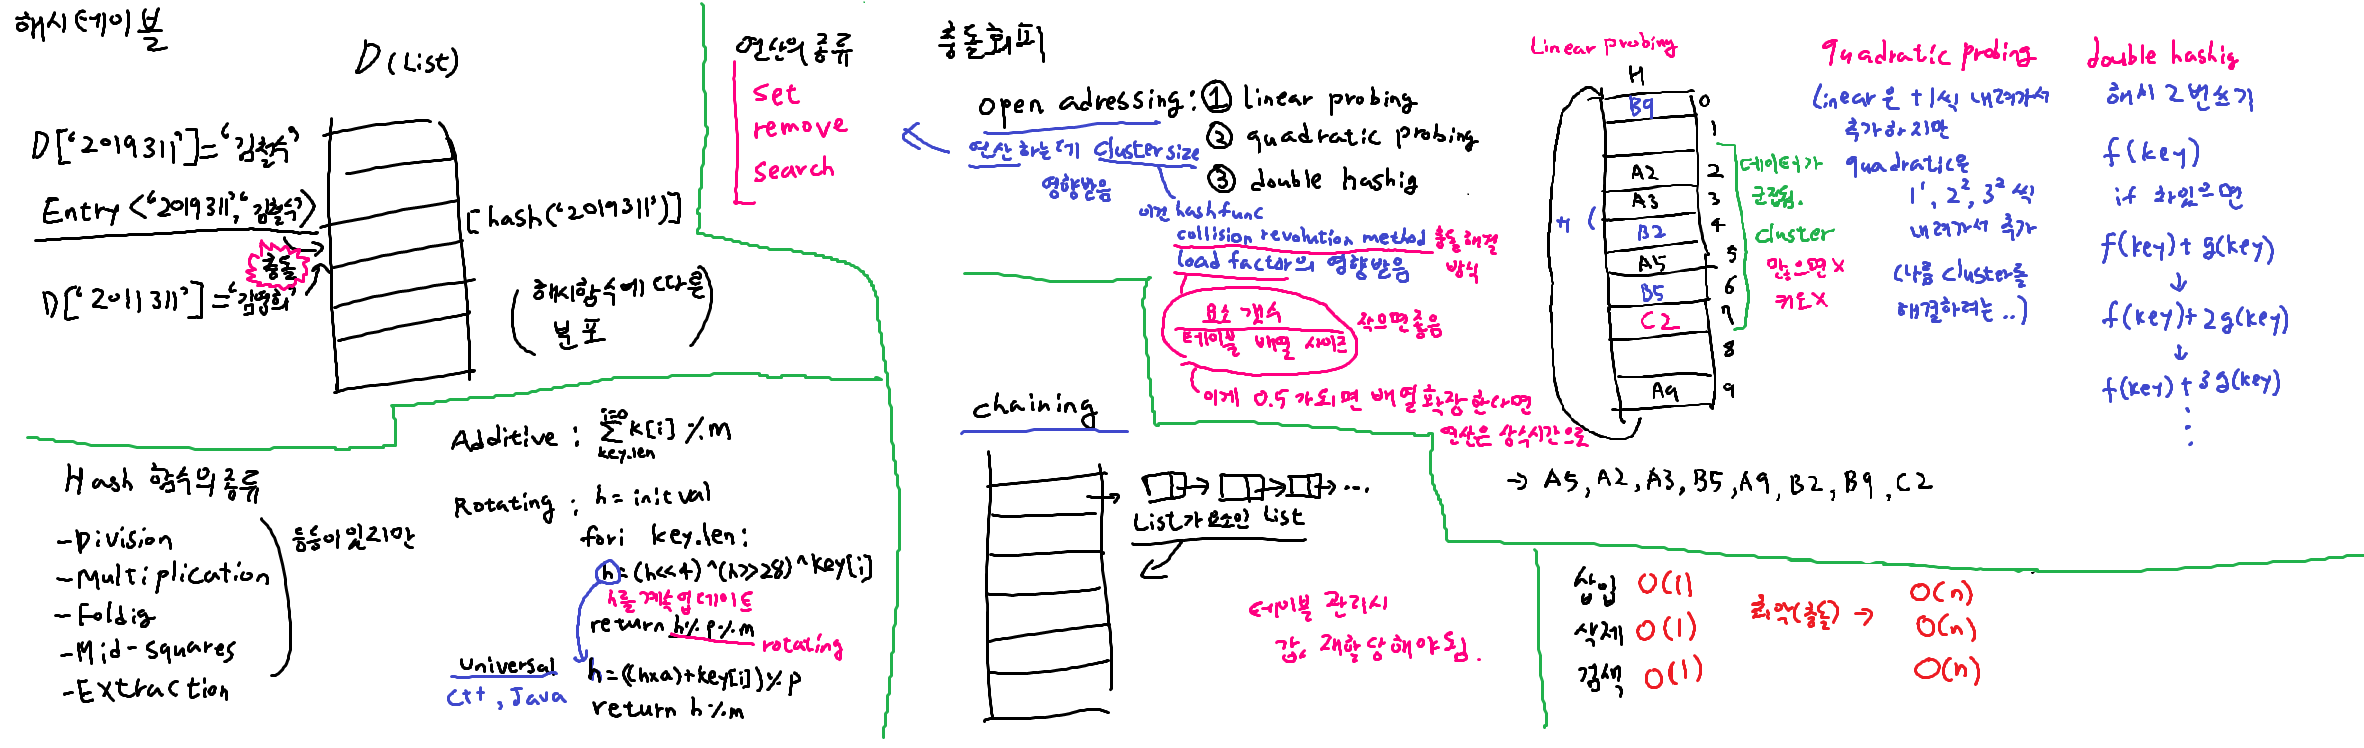 해시테이블
D (List)
D['2019311'] = '김철수'
Entry <'2019311', '김철수'>
충돌
D['2011311'] = '김영희'
[hash('2019311')]
(해시함수에 따른
분포)
연산의 종류
set
remove
search
Hash 함수의 종류
-Division
-Multiplication
-Foldig
-Mid-squares
-Extraction
등등이 있지만
Additive : i=0 Σ key.len k[i] % m
Rotating : h = initval
for i key.len:
h = (h<<4)^(h>>28)^key[i]
h를 계속 업데이트
return h%p%m
rotating
universal
C++, Java
h = ((h×a)+key[i])%p
return h%m
충돌회피
open adressing : ① linear probing
② quadratic probing
③ double hashig
연산하는데 Cluster size
영향받음
이건 hash func
collision revolution method 충돌해결
방식
load factor의 영향받음
요소 갯수
테이블 배열 사이즈
작으면 좋음
이게 0.5가 되면 배열확장한다면
연산은 상수시간으로
chaining
List가 요소인 List
테이블 관리시
값 재할당해야됨.
Linear probing
H
B9 0
1
A2 2
A3 3
B2 4
A5 5
B5 6
C2 7
8
A9 9
데이터가
군집됨.
cluster
많으면 X
커도 X
→ A5, A2, A3, B5, A9, B2, B9, C2
quadratic probing
(linear은 +1씩 내려가서
추가하지만
quadratic은
1¹, 2², 3² 씩
내려가서 추가
(나름 cluster를
해결하려는..)
double hashig
해시 2번쓰기
f(key)
if 차있으면
f(key) + g(key)
↓
f(key) + 2g(key)
↓
f(key) + 3g(key)
⋮
삽입 O(1) 최악(충돌) → O(n)
삭제 O(1) O(n)
검색 O(1) O(n)